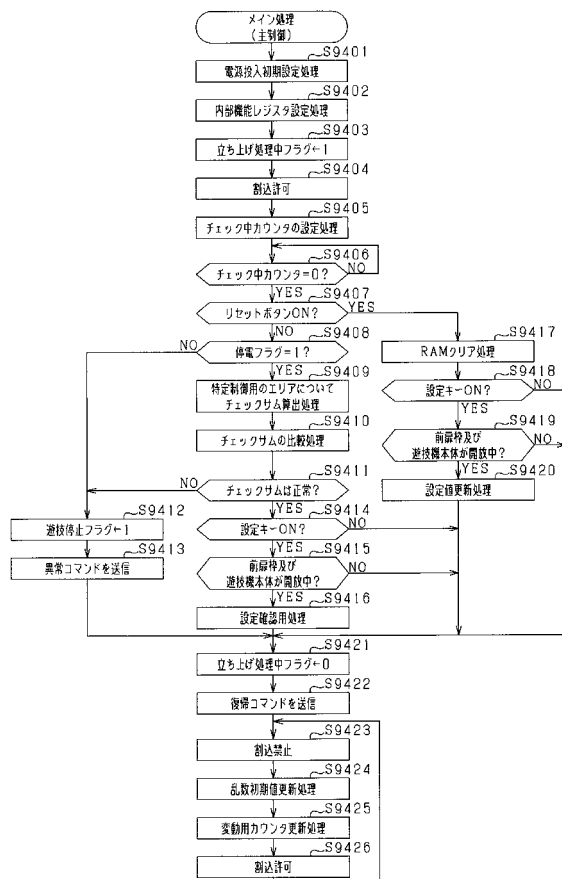 メイン処理
(主制御)
S9401
電源投入初期設定処理
S9402
内部機能レジスタ設定処理
S9403
立ち上げ処理中フラグ←1
S9404
割込許可
S9405
チェック中カウンタの設定処理
S9406
チェック中カウンタ=0?
NO
YES
S9407
リセットボタンON?
YES
NO
S9408
停電フラグ=1?
NO
YES
S9409
特定制御用のエリアについて
チェックサム算出処理
S9410
チェックサムの比較処理
S9411
チェックサムは正常?
NO
YES
S9412
遊技停止フラグ←1
S9413
異常コマンドを送信
S9414
設定キーON?
NO
YES
S9415
前扉枠及び
遊技機本体が開放中?
NO
YES
S9416
設定確認用処理
S9417
RAMクリア処理
S9418
設定キーON?
NO
YES
S9419
前扉枠及び
遊技機本体が開放中?
NO
YES
S9420
設定値更新処理
S9421
立ち上げ処理中フラグ←0
S9422
復帰コマンドを送信
S9423
割込禁止
S9424
乱数初期値更新処理
S9425
変動用カウンタ更新処理
S9426
割込許可